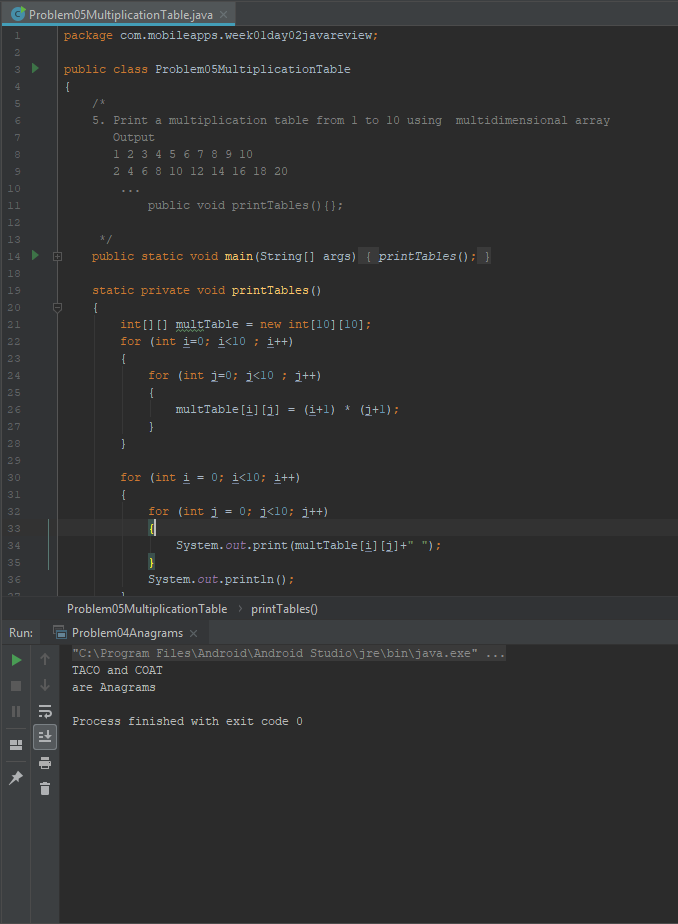 Problem05MultiplicationTable.java
1 package com.mobileapps.week01day02javareview;
2
3 public class Problem05MultiplicationTable
4 {
5 /*
6 5. Print a multiplication table from 1 to 10 using  multidimensional array
7 Output
8 1 2 3 4 5 6 7 8 9 10
9 2 4 6 8 10 12 14 16 18 20
10 ...
11 public void printTables(){};
12
13 */
14 public static void main(String[] args) { printTables(); }
18
19 static private void printTables()
20 {
21 int[][] multTable = new int[10][10];
22 for (int i=0; i<10 ; i++)
23 {
24 for (int j=0; j<10 ; j++)
25 {
26 multTable[i][j] = (i+1) * (j+1);
27 }
28 }
29
30 for (int i = 0; i<10; i++)
31 {
32 for (int j = 0; j<10; j++)
33 {
34 System.out.print(multTable[i][j]+" ");
35 }
36 System.out.println();
37 }
Problem05MultiplicationTable › printTables()
Run: Problem04Anagrams
"C:\Program Files\Android\Android Studio\jre\bin\java.exe" ...
TACO and COAT
are Anagrams
Process finished with exit code 0